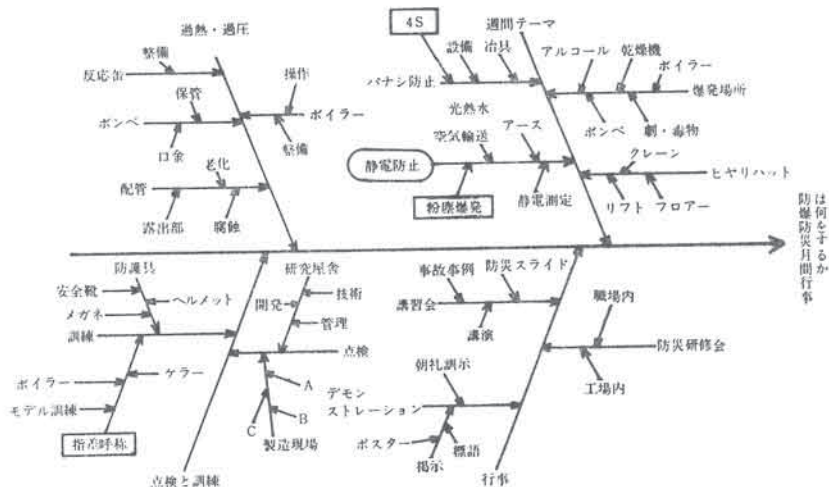 過熱・過圧
整備
反応缶
操作
保管
ボンベ
ボイラー
口金
整備
老化
配管
露出部
腐蝕
4S
週間テーマ
設備
冶具
バナシ防止
アルコール
乾燥機
ボイラー
爆発場所
光熱水
ボンベ
劇・毒物
空気輸送
アース
静電防止
クレーン
ヒヤリハット
粉塵爆発
静電測定
リフト
フロアー
防爆防災月間行事
は何をするか
防護具
安全靴
ヘルメット
メガネ
訓練
研究屋舎
技術
開発
管理
点検
ボイラー
ケラー
モデル訓練
指差呼称
A
B
C
製造現場
点検と訓練
事故事例
防災スライド
講習会
講演
職場内
防災研修会
工場内
朝礼訓示
デモン
ストレーション
ポスター
標語
掲示
行事